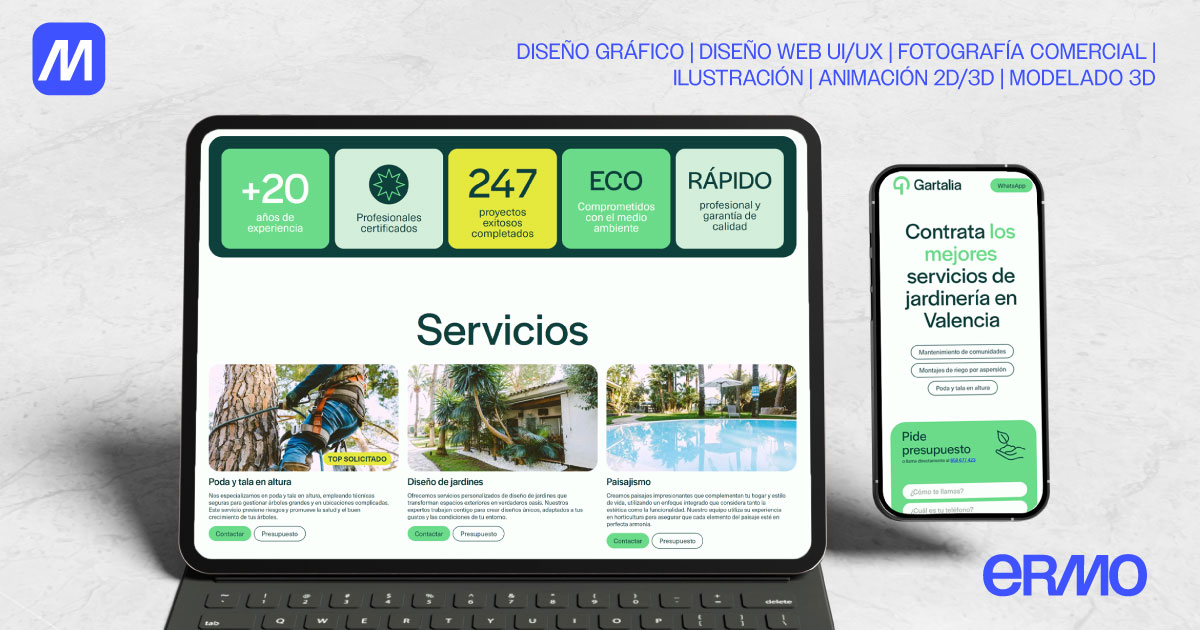 M
DISEÑO GRÁFICO | DISEÑO WEB UI/UX | FOTOGRAFÍA COMERCIAL |
ILUSTRACIÓN | ANIMACIÓN 2D/3D | MODELADO 3D
+20
años de
experiencia
Profesionales
certificados
247
proyectos
exitosos
completados
ECO
Comprometidos
con el medio
ambiente
RÁPIDO
profesional y
garantía de
calidad
Servicios
TOP SOLICITADO
Poda y tala en altura
Nos especializamos en poda y tala en altura, empleando técnicas
seguras para gestionar árboles grandes y en ubicaciones complicadas.
Este servicio previene riesgos y promueve la salud y el buen
crecimiento de tus árboles.
Contactar
Presupuesto
Diseño de jardines
Ofrecemos servicios personalizados de diseño de jardines que
transforman espacios exteriores en verdaderos oasis. Nuestros
expertos trabajan contigo para crear diseños únicos, adaptados a tus
gustos y las condiciones de tu entorno.
Contactar
Presupuesto
Paisajismo
Creamos paisajes impresionantes que complementan tu hogar y estilo
de vida, utilizando un enfoque integrado que considera tanto la
estética como la funcionalidad. Nuestro equipo utiliza su experiencia
en horticultura para asegurar que cada elemento del paisaje esté en
perfecta armonía.
Contactar
Presupuesto
Gartalia
WhatsApp
Contrata los
mejores
servicios de
jardinería en
Valencia
Mantenimiento de comunidades
Montajes de riego por aspersión
Poda y tala en altura
Pide
presupuesto
o llame directamente al
¿Cómo te llamas?
¿Cuál es tu teléfono?
delete
tab
Q W E R T Y U I O P
ERMO